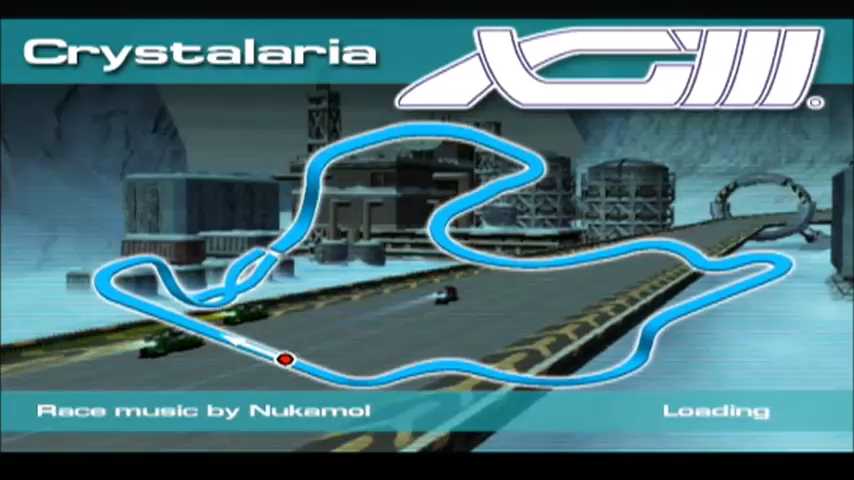 Crystalaria
XGIII
Race music by Nukamol
Loading